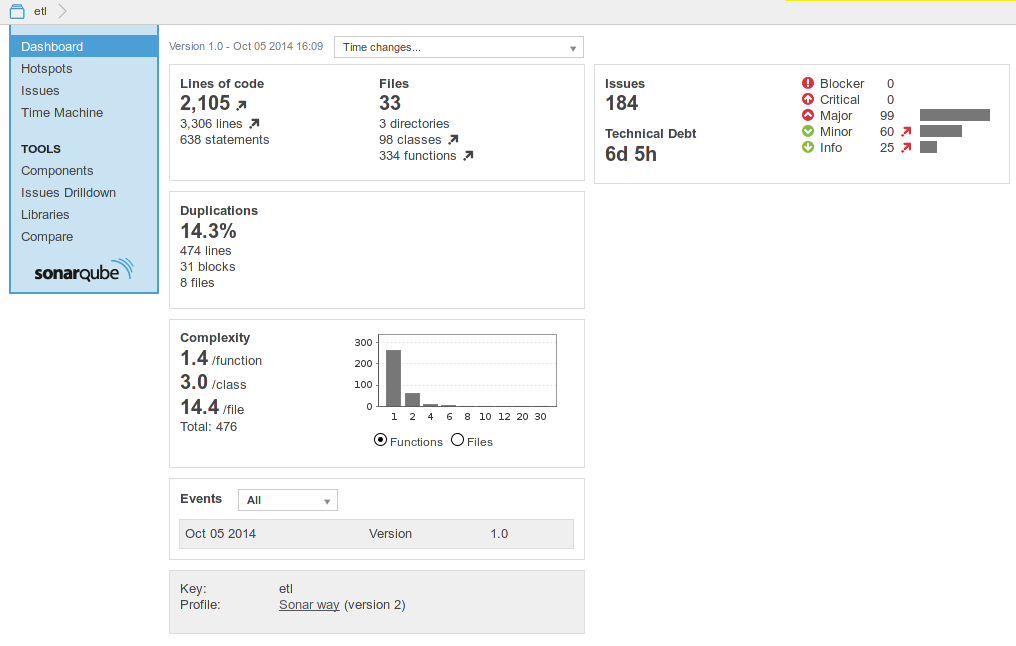 etl
Dashboard
Hotspots
Issues
Time Machine
TOOLS
Components
Issues Drilldown
Libraries
Compare
sonarqube
Version 1.0 - Oct 05 2014 16:09
Time changes...
Lines of code
2,105
3,306 lines
638 statements
Files
33
3 directories
98 classes
334 functions
Duplications
14.3%
474 lines
31 blocks
8 files
Complexity
1.4 /function
3.0 /class
14.4 /file
Total: 476
300
200
100
0
1 2 4 6 8 10 12 20 30
Functions Files
Events All
Oct 05 2014 Version 1.0
Key: etl
Profile: Sonar way (version 2)
Issues
184
Technical Debt
6d 5h
Blocker 0
Critical 0
Major 99
Minor 60
Info 25